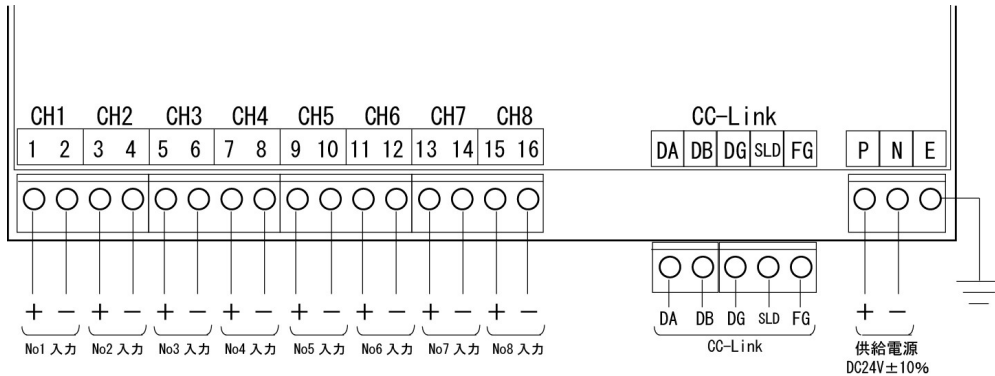 CH1 CH2 CH3 CH4 CH5 CH6 CH7 CH8 CC-Link
1 2 3 4 5 6 7 8 9 10 11 12 13 14 15 16 DA DB DG SLD FG P N E
+ − + − + − + − + − + − + − + − DA DB DG SLD FG + −
No1 入力 No2 入力 No3 入力 No4 入力 No5 入力 No6 入力 No7 入力 No8 入力 CC-Link 供給電源
DC24V±10%